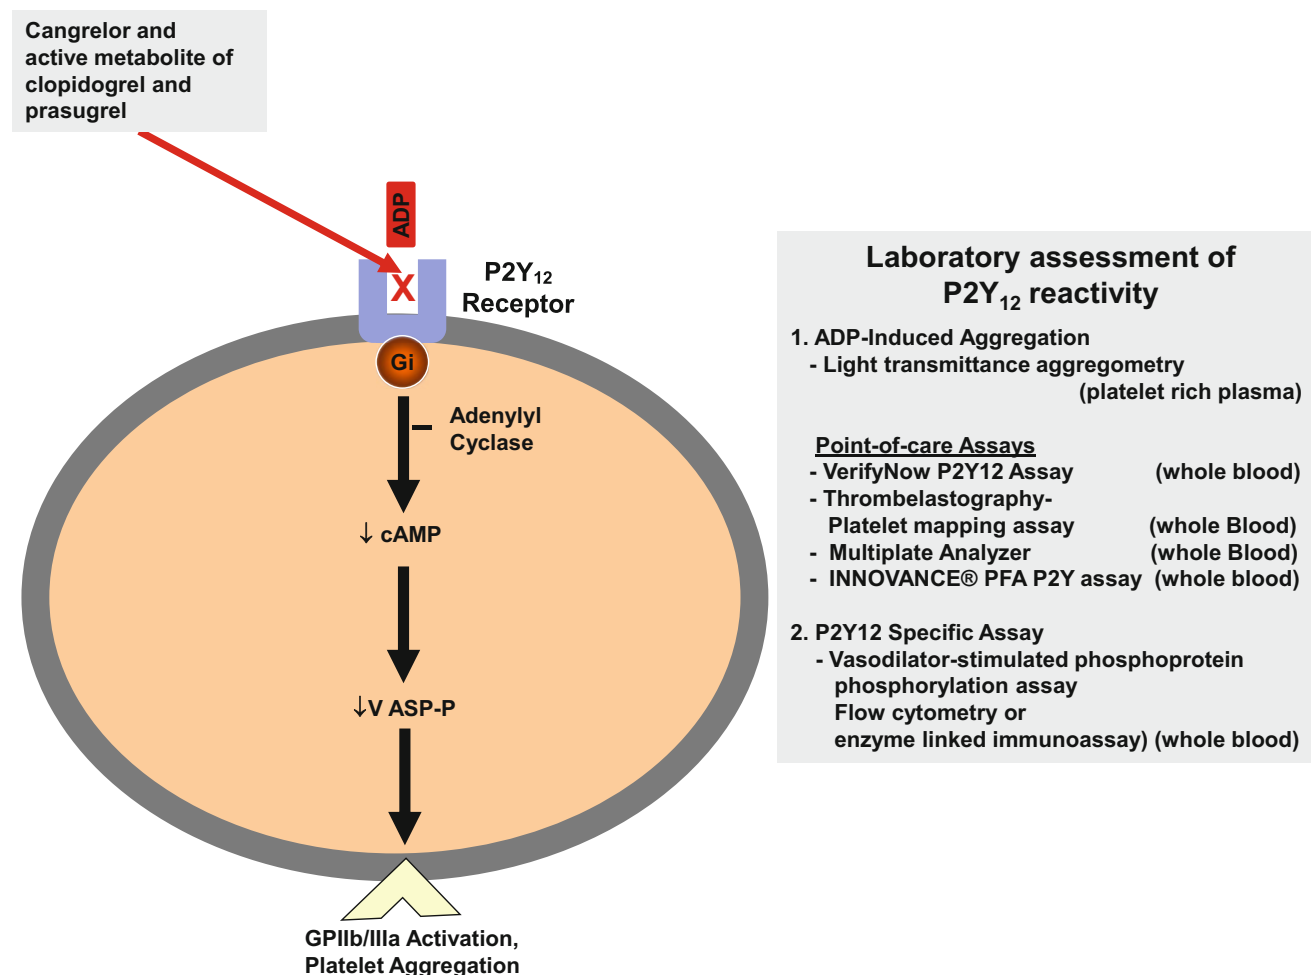 Cangrelor and
active metabolite of
clopidogrel and
prasugrel
ADP
X
P2Y₁₂
Receptor
Gi
Adenylyl
Cyclase
↓ cAMP
↓V ASP-P
GPIIb/IIIa Activation,
Platelet Aggregation
Laboratory assessment of
P2Y₁₂ reactivity
1. ADP-Induced Aggregation
- Light transmittance aggregometry
(platelet rich plasma)
Point-of-care Assays
- VerifyNow P2Y12 Assay (whole blood)
- Thrombelastography-
Platelet mapping assay (whole Blood)
- Multiplate Analyzer (whole Blood)
- INNOVANCE® PFA P2Y assay (whole blood)
2. P2Y12 Specific Assay
- Vasodilator-stimulated phosphoprotein
phosphorylation assay
Flow cytometry or
enzyme linked immunoassay) (whole blood)